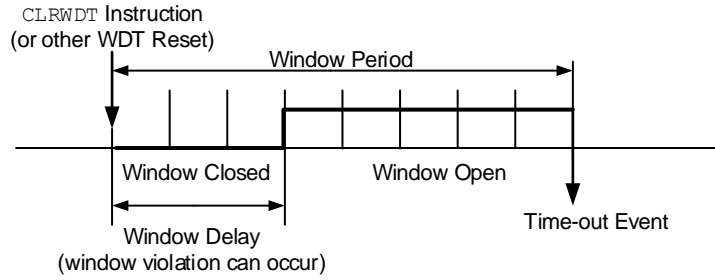 CLRWDT Instruction
(or other WDT Reset)
Window Period
Window Closed
Window Open
Window Delay
(window violation can occur)
Time-out Event